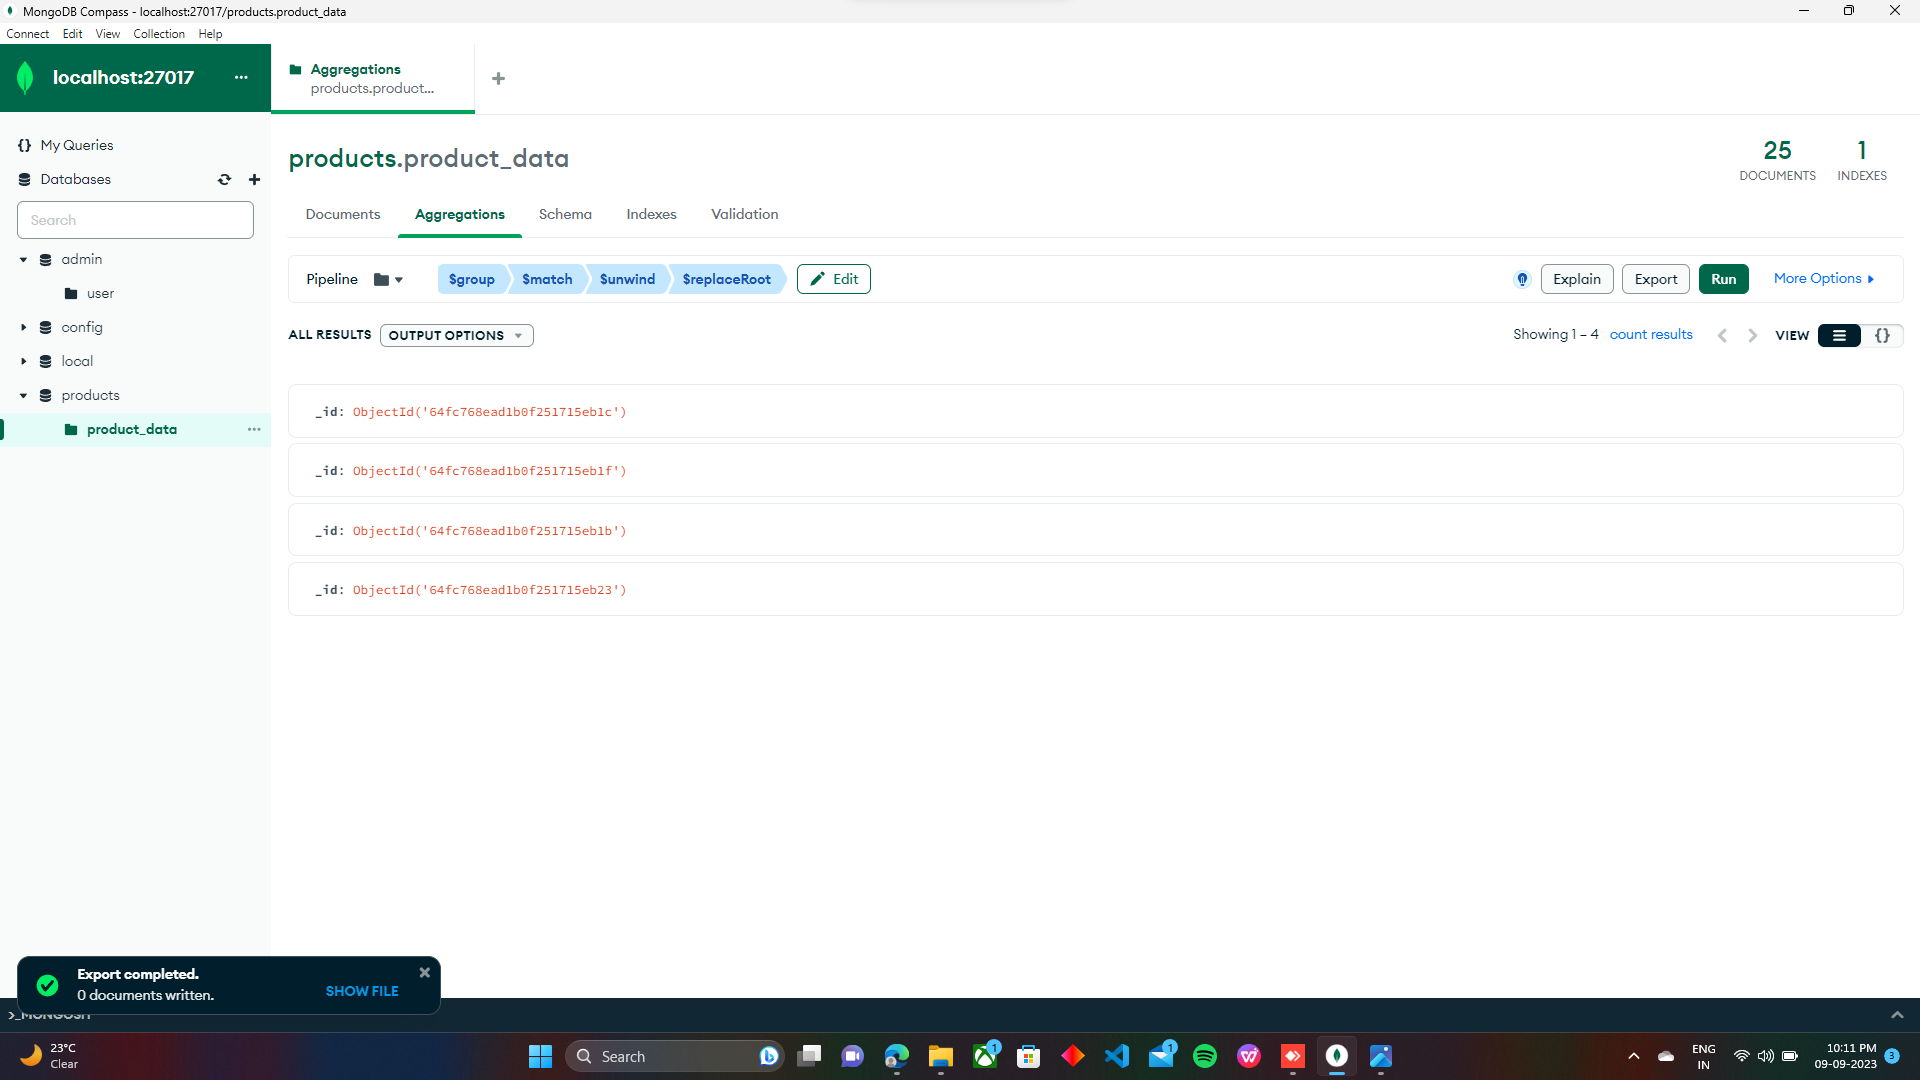 MongoDB Compass - localhost:27017/products.product_data
Connect Edit View Collection Help
localhost:27017 ...
Aggregations
products.product...
My Queries
Databases
Search
admin
user
config
local
products
product_data
products.product_data
25
DOCUMENTS
1
INDEXES
Documents Aggregations Schema Indexes Validation
Pipeline $group $match $unwind $replaceRoot Edit Explain Export Run More Options
ALL RESULTS OUTPUT OPTIONS Showing 1 – 4 count results VIEW {}
_id: ObjectId('64fc768ead1b0f251715eb1c')
_id: ObjectId('64fc768ead1b0f251715eb1f')
_id: ObjectId('64fc768ead1b0f251715eb1b')
_id: ObjectId('64fc768ead1b0f251715eb23')
Export completed.
0 documents written.
SHOW FILE
>_MONGOSH
23°C
Clear
Search
1
1
ENG
IN
10:11 PM
09-09-2023
3